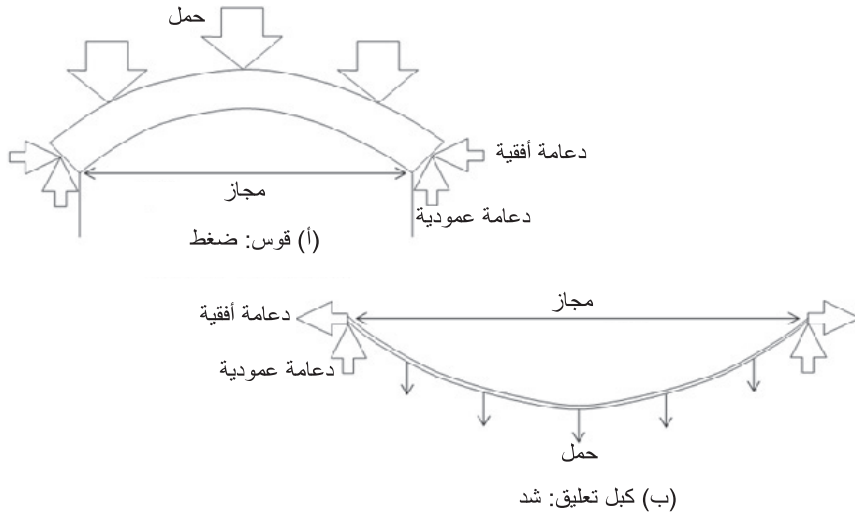 حمل
دعامة أفقية
مجاز
دعامة عمودية
(أ) قوس: ضغط
مجاز
دعامة أفقية
دعامة عمودية
حمل
(ب) كبل تعليق: شد